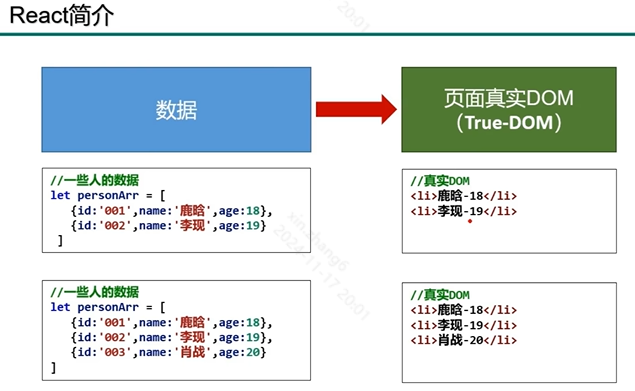 React简介
数据
页面真实DOM
（True-DOM）
//一些人的数据
let personArr = [
{id:'001',name:'鹿晗',age:18},
{id:'002',name:'李现',age:19}
]
//真实DOM
<li>鹿晗-18</li>
<li>李现-19</li>
//一些人的数据
let personArr = [
{id:'001',name:'鹿晗',age:18},
{id:'002',name:'李现',age:19},
{id:'003',name:'肖战',age:20}
]
//真实DOM
<li>鹿晗-18</li>
<li>李现-19</li>
<li>肖战-20</li>
20:01
xin.zhang6
2024-11-17 20:01